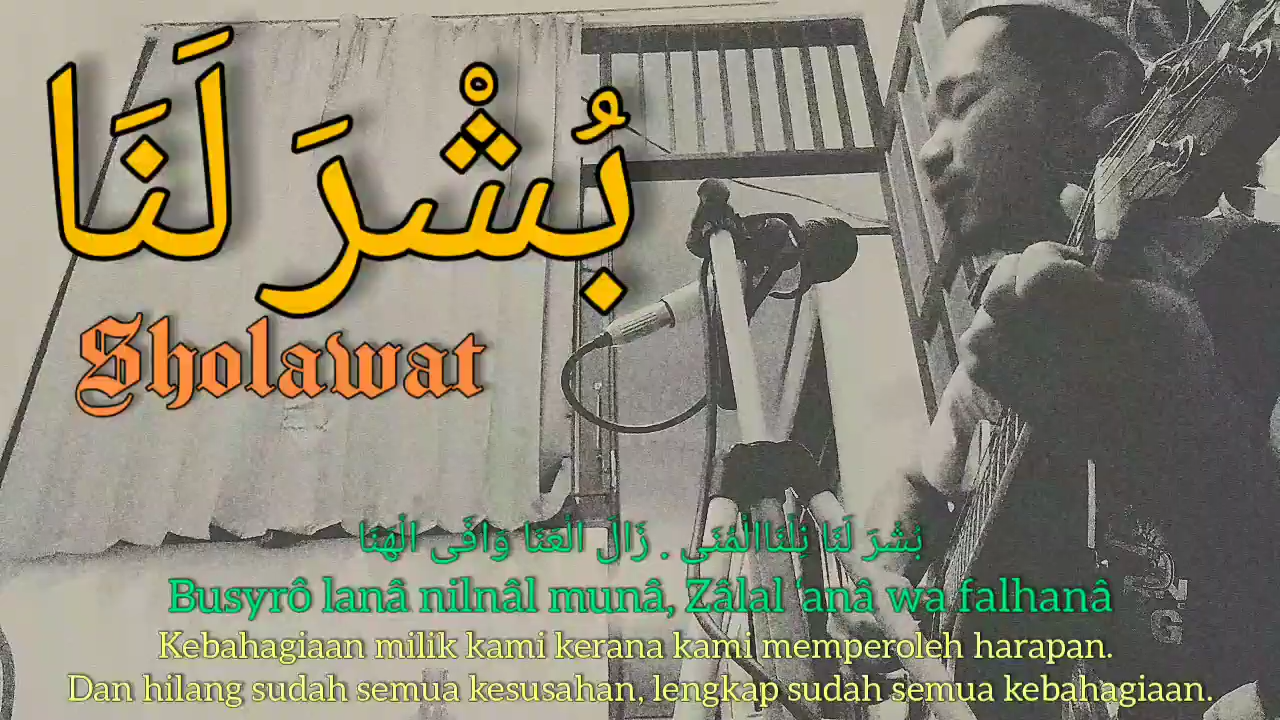 بُشْرَ لَنَا
Sholawat
بُشْرَ لَنَا نِلْنَاالْمُنَى . زَالَ الْعَنَا وَافَى الْهَنَا
Busyrô lanâ nilnâl munâ, Zâlal ‘anâ wa falhanâ
Kebahagiaan milik kami kerana kami memperoleh harapan.
Dan hilang sudah semua kesusahan, lengkap sudah semua kebahagiaan.